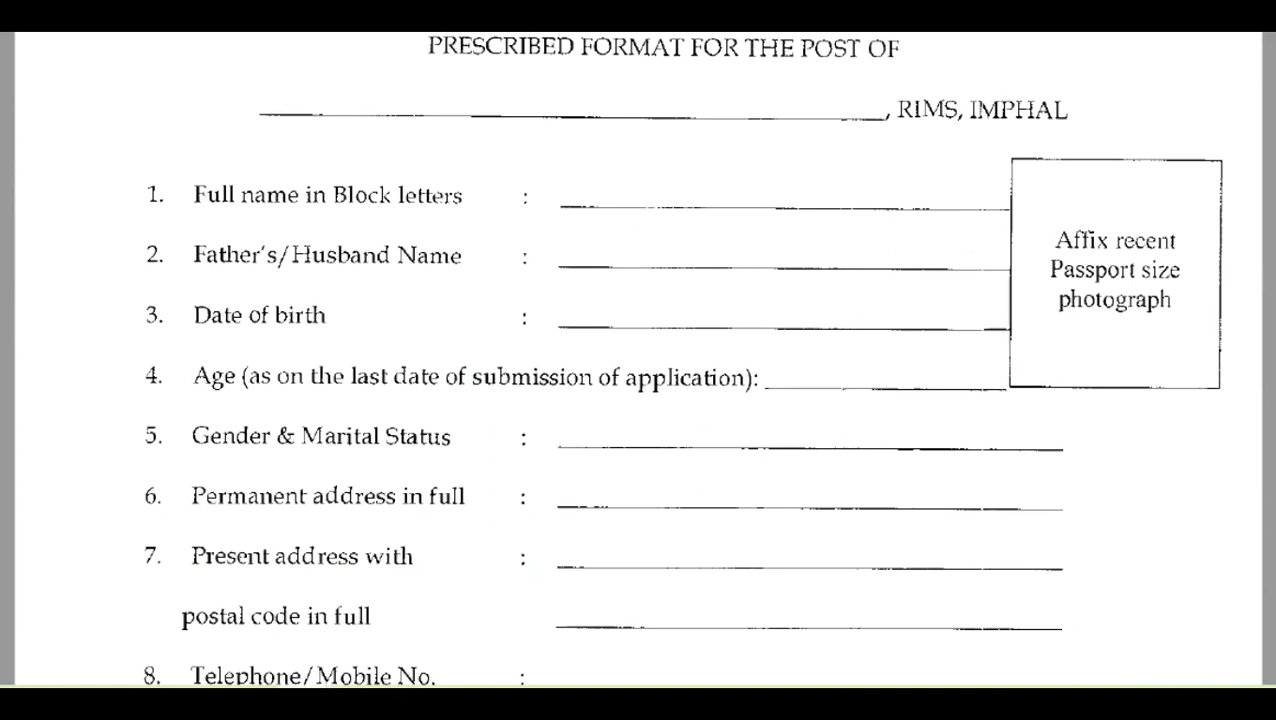 PRESCRIBED FORMAT FOR THE POST OF
, RIMS, IMPHAL
1. Full name in Block letters :
2. Father's/Husband Name :
3. Date of birth :
Affix recent
Passport size
photograph
4. Age (as on the last date of submission of application):
5. Gender & Marital Status :
6. Permanent address in full :
7. Present address with :
postal code in full
8. Telephone/Mobile No. :